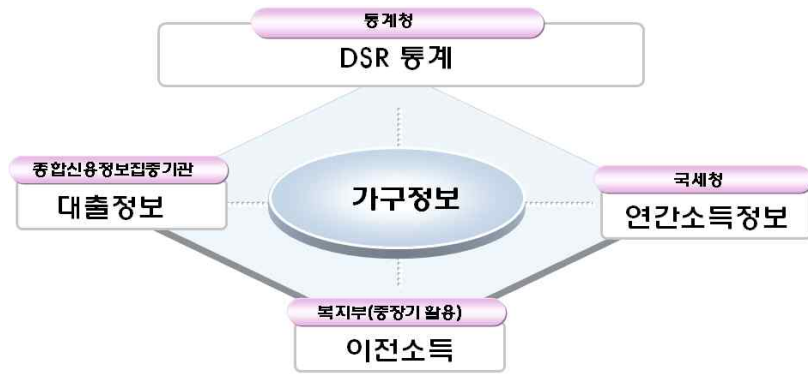 통계청
DSR 통계
종합신용정보집중기관
대출정보
가구정보
국세청
연간소득정보
복지부(중장기 활용)
이전소득